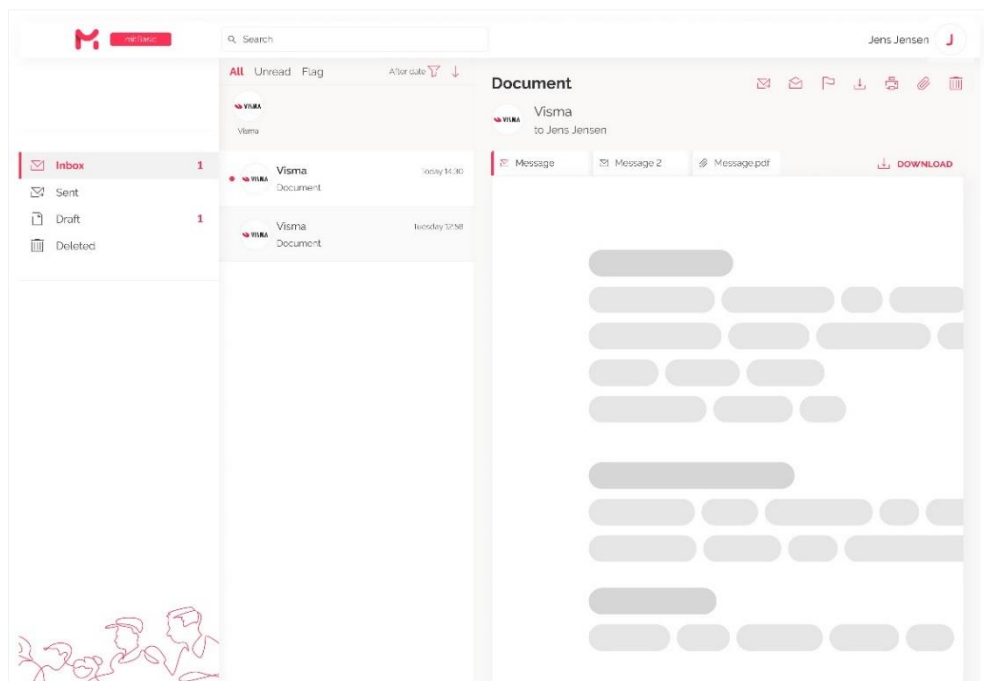 Search
Jens Jensen J
All Unread Flag
After date
VISMA
Visma
Document
VISMA
Visma
to Jens Jensen
Inbox 1
Sent
Draft 1
Deleted
VISMA
Visma
Today 14:30
Document
VISMA
Visma
Tuesday 12:58
Document
Message
Message 2
Message.pdf
DOWNLOAD